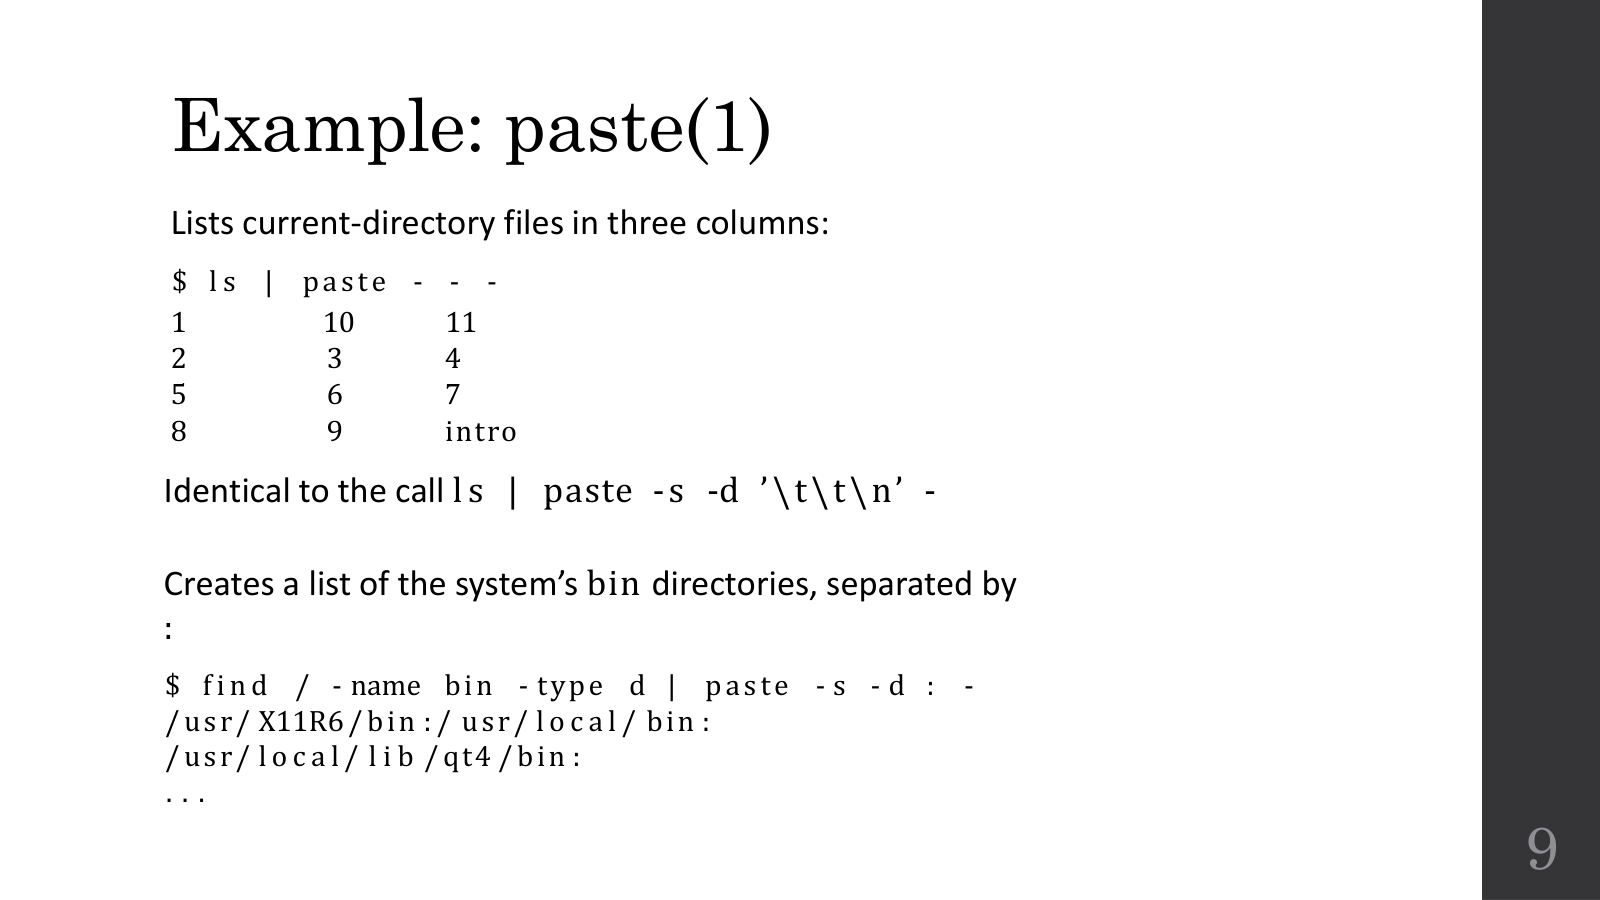 Example: paste(1)
Lists current-directory files in three columns:
$ ls | paste - - -
1 10 11
2 3 4
5 6 7
8 9 intro
Identical to the call ls | paste -s -d ’\t\t\n’ -
Creates a list of the system’s bin directories, separated by
:
$ find / -name bin -type d | paste -s -d : -
/usr/X11R6/bin:/usr/local/bin:
/usr/local/lib/qt4/bin:
...
9